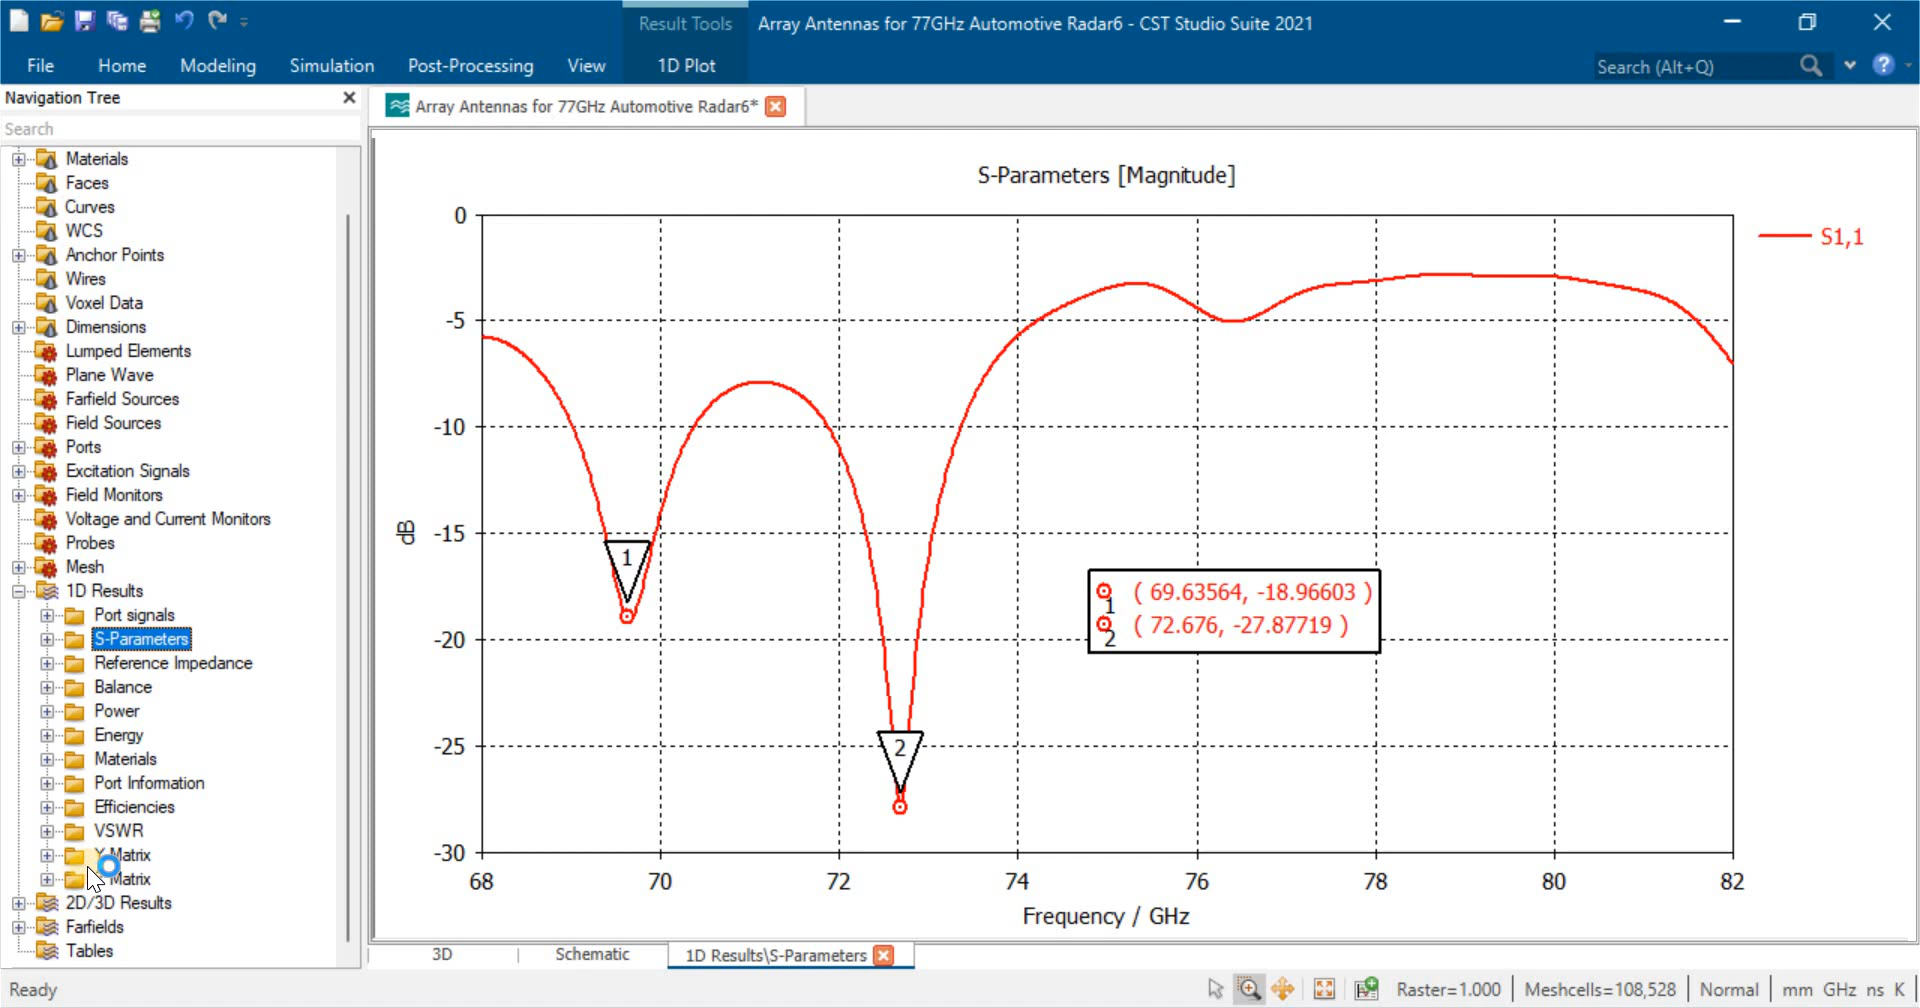 Result Tools
Array Antennas for 77GHz Automotive Radar6 - CST Studio Suite 2021
File Home Modeling Simulation Post-Processing View 1D Plot
Search (Alt+Q)
Navigation Tree
Search
Array Antennas for 77GHz Automotive Radar6*
Materials
Faces
Curves
WCS
Anchor Points
Wires
Voxel Data
Dimensions
Lumped Elements
Plane Wave
Farfield Sources
Field Sources
Ports
Excitation Signals
Field Monitors
Voltage and Current Monitors
Probes
Mesh
1D Results
Port signals
S-Parameters
Reference Impedance
Balance
Power
Energy
Materials
Port Information
Efficiencies
VSWR
Matrix
Matrix
2D/3D Results
Farfields
Tables
S-Parameters [Magnitude]
S1,1
0
-5
-10
-15
-20
-25
-30
dB
1
2
1 ( 69.63564, -18.96603 )
2 ( 72.676, -27.87719 )
68 70 72 74 76 78 80 82
Frequency / GHz
3D Schematic 1D Results\S-Parameters
Ready
Raster=1.000 Meshcells=108,528 Normal mm GHz ns K